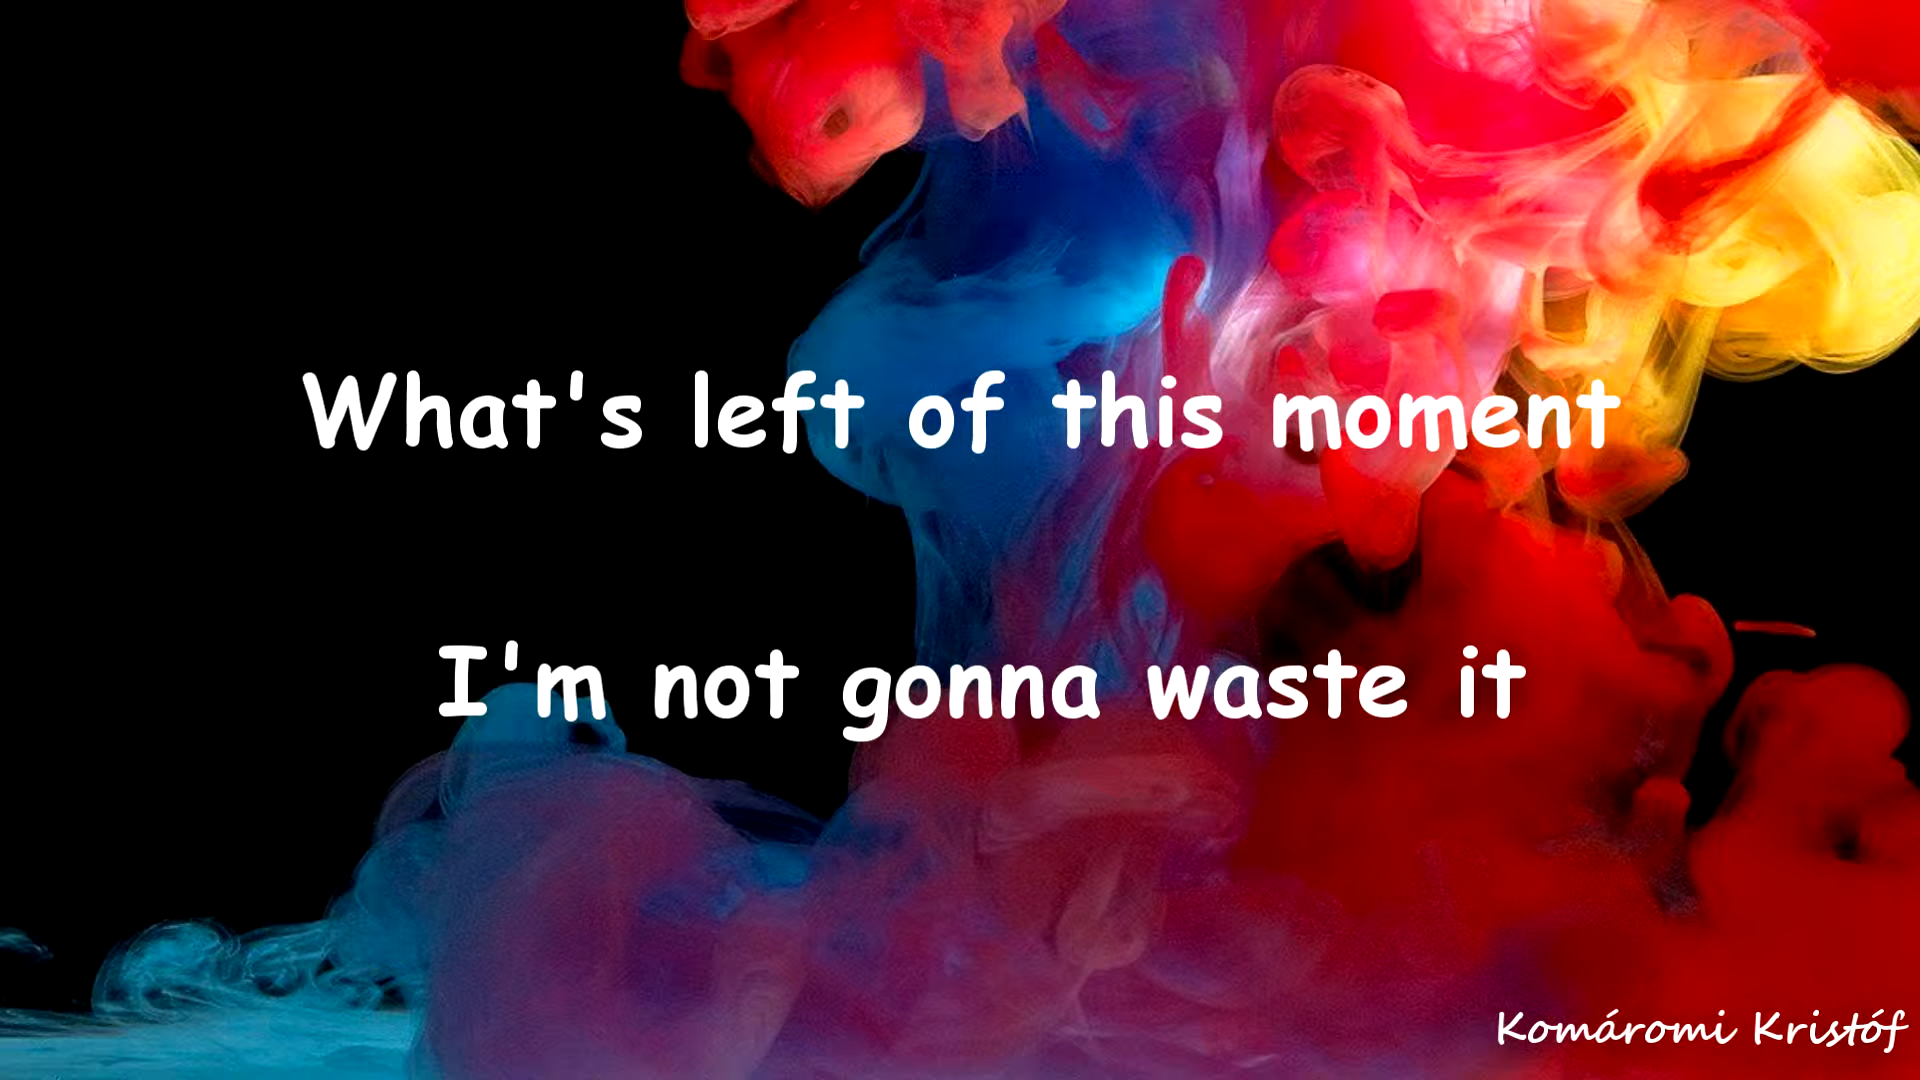 What's left of this moment
I'm not gonna waste it
Komáromi Kristóf